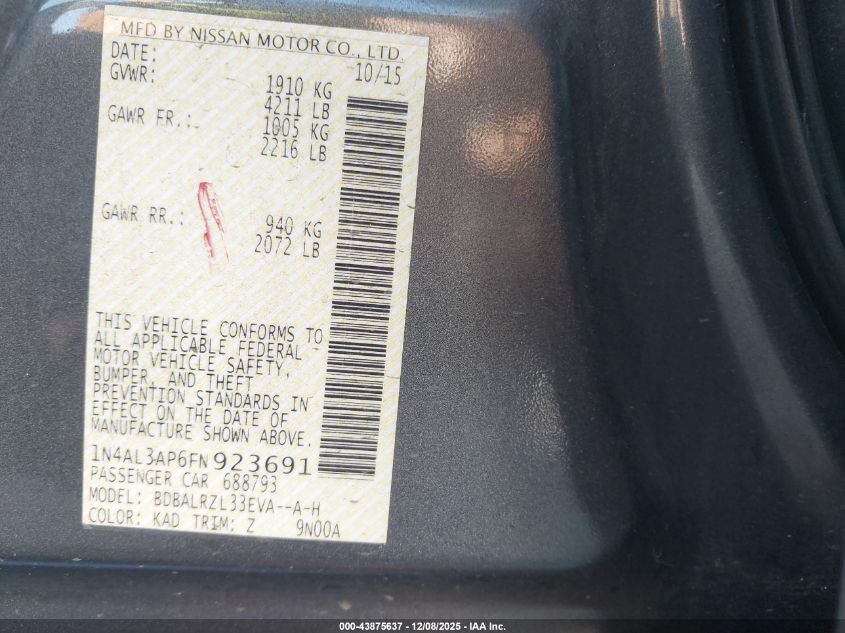 MFD BY NISSAN MOTOR CO., LTD.
DATE: 10/15
GVWR: 1910 KG
4211 LB
GAWR FR.: 1005 KG
2216 LB
GAWR RR.: 940 KG
2072 LB
THIS VEHICLE CONFORMS TO
ALL APPLICABLE FEDERAL
MOTOR VEHICLE SAFETY,
BUMPER, AND THEFT
PREVENTION STANDARDS IN
EFFECT ON THE DATE OF
MANUFACTURE SHOWN ABOVE.
1N4AL3AP6FN923691
PASSENGER CAR 688793
MODEL: BDBALRZL33EVA--A-H
COLOR: KAD TRIM: Z 9N00A
000-43875637 - 12/08/2025 - IAA Inc.